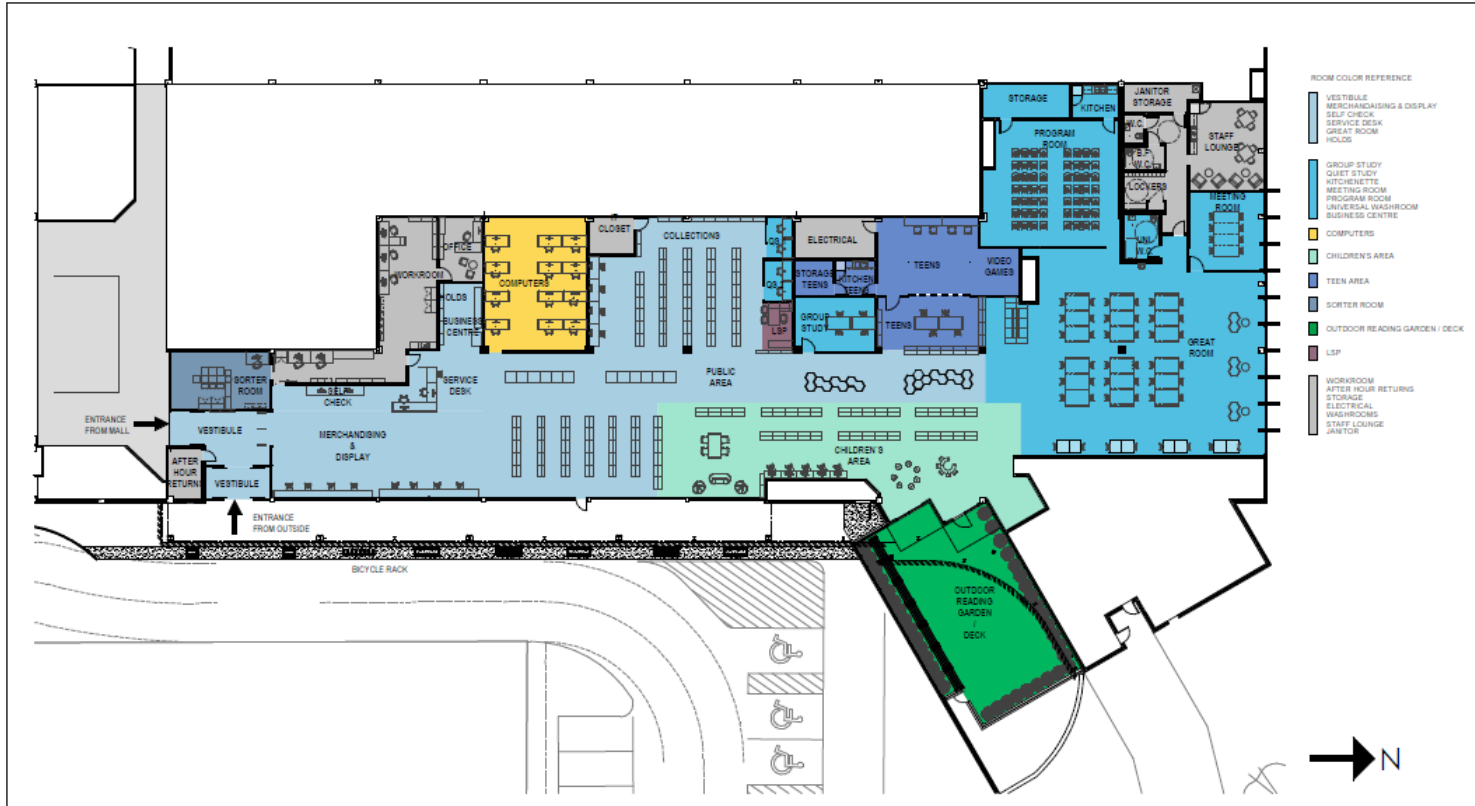 STORAGE
KITCHEN
JANITOR
STORAGE
W.C.
PROGRAM
ROOM
STAFF
LOUNGE
B.F.
W.C.
LOCKERS
MEETING
ROOM
UNI.
W.C.
CLOSET
COLLECTIONS
QS
ELECTRICAL
OFFICE
WORKROOM
COMPUTERS
QS
STORAGE
TEENS
KITCHEN
TEENS
TEENS
VIDEO
GAMES
OLDS
BUSINESS
CENTRE
LSP
GROUP
STUDY
TEENS
GREAT
ROOM
SORTER
ROOM
SELF
CHECK
SERVICE
DESK
PUBLIC
AREA
ENTRANCE
FROM MALL
VESTIBULE
MERCHANDISING
&
DISPLAY
CHILDREN'S
AREA
AFTER
HOUR
RETURNS
VESTIBULE
ENTRANCE
FROM OUTSIDE
BICYCLE RACK
OUTDOOR
READING
GARDEN
/
DECK
ROOM COLOR REFERENCE
VESTIBULE
MERCHANDAISING & DISPLAY
SELF CHECK
SERVICE DESK
GREAT ROOM
HOLDS
GROUP STUDY
QUIET STUDY
KITCHENETTE
MEETING ROOM
PROGRAM ROOM
UNIVERSAL WASHROOM
BUSINESS CENTRE
COMPUTERS
CHILDREN'S AREA
TEEN AREA
SORTER ROOM
OUTDOOR READING GARDEN / DECK
LSP
WORKROOM
AFTER HOUR RETURNS
STORAGE
ELECTRICAL
WASHROOMS
STAFF LOUNGE
JANITOR
N